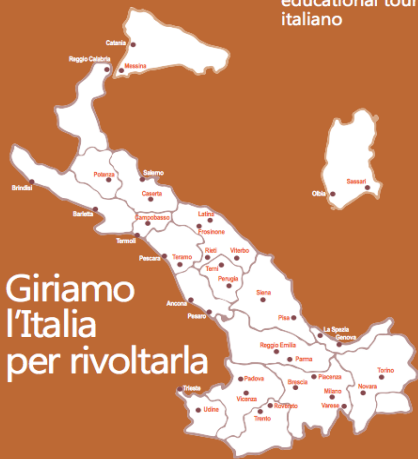 educational tour
italiano
Catania
Reggio Calabria
Messina
Potenza
Salerno
Sassari
Brindisi
Olbia
Caserta
Barletta
Latina
Campobasso
Frosinone
Termoli
Pescara
Rieti
Viterbo
Teramo
Terni
Perugia
Giriamo
l'Italia
per rivoltarla
Siena
Ancona
Pesaro
Pisa
La Spezia
Genova
Reggio Emilia
Parma
Trieste
Padova
Piacenza
Torino
Brescia
Vicenza
Milano
Novara
Udine
Rovereto
Varese
Trento